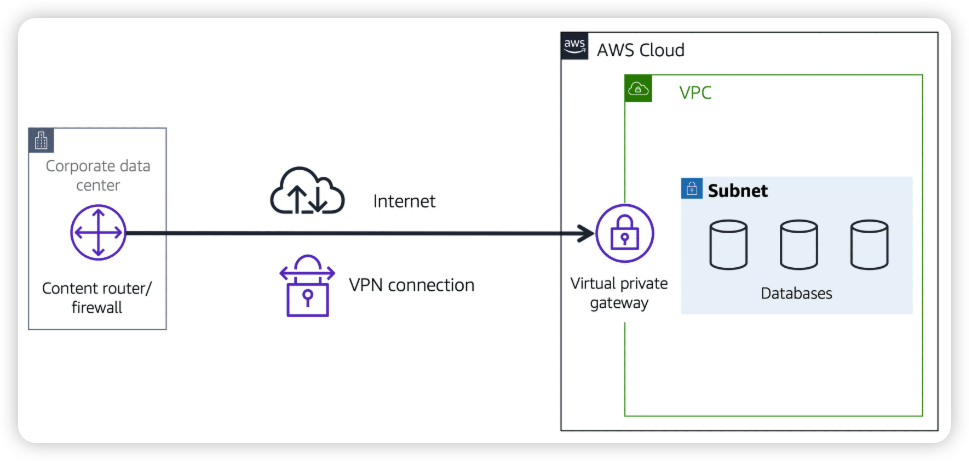 aws
AWS Cloud
VPC
Corporate data
center
Internet
Subnet
Content router/
firewall
VPN connection
Virtual private
gateway
Databases